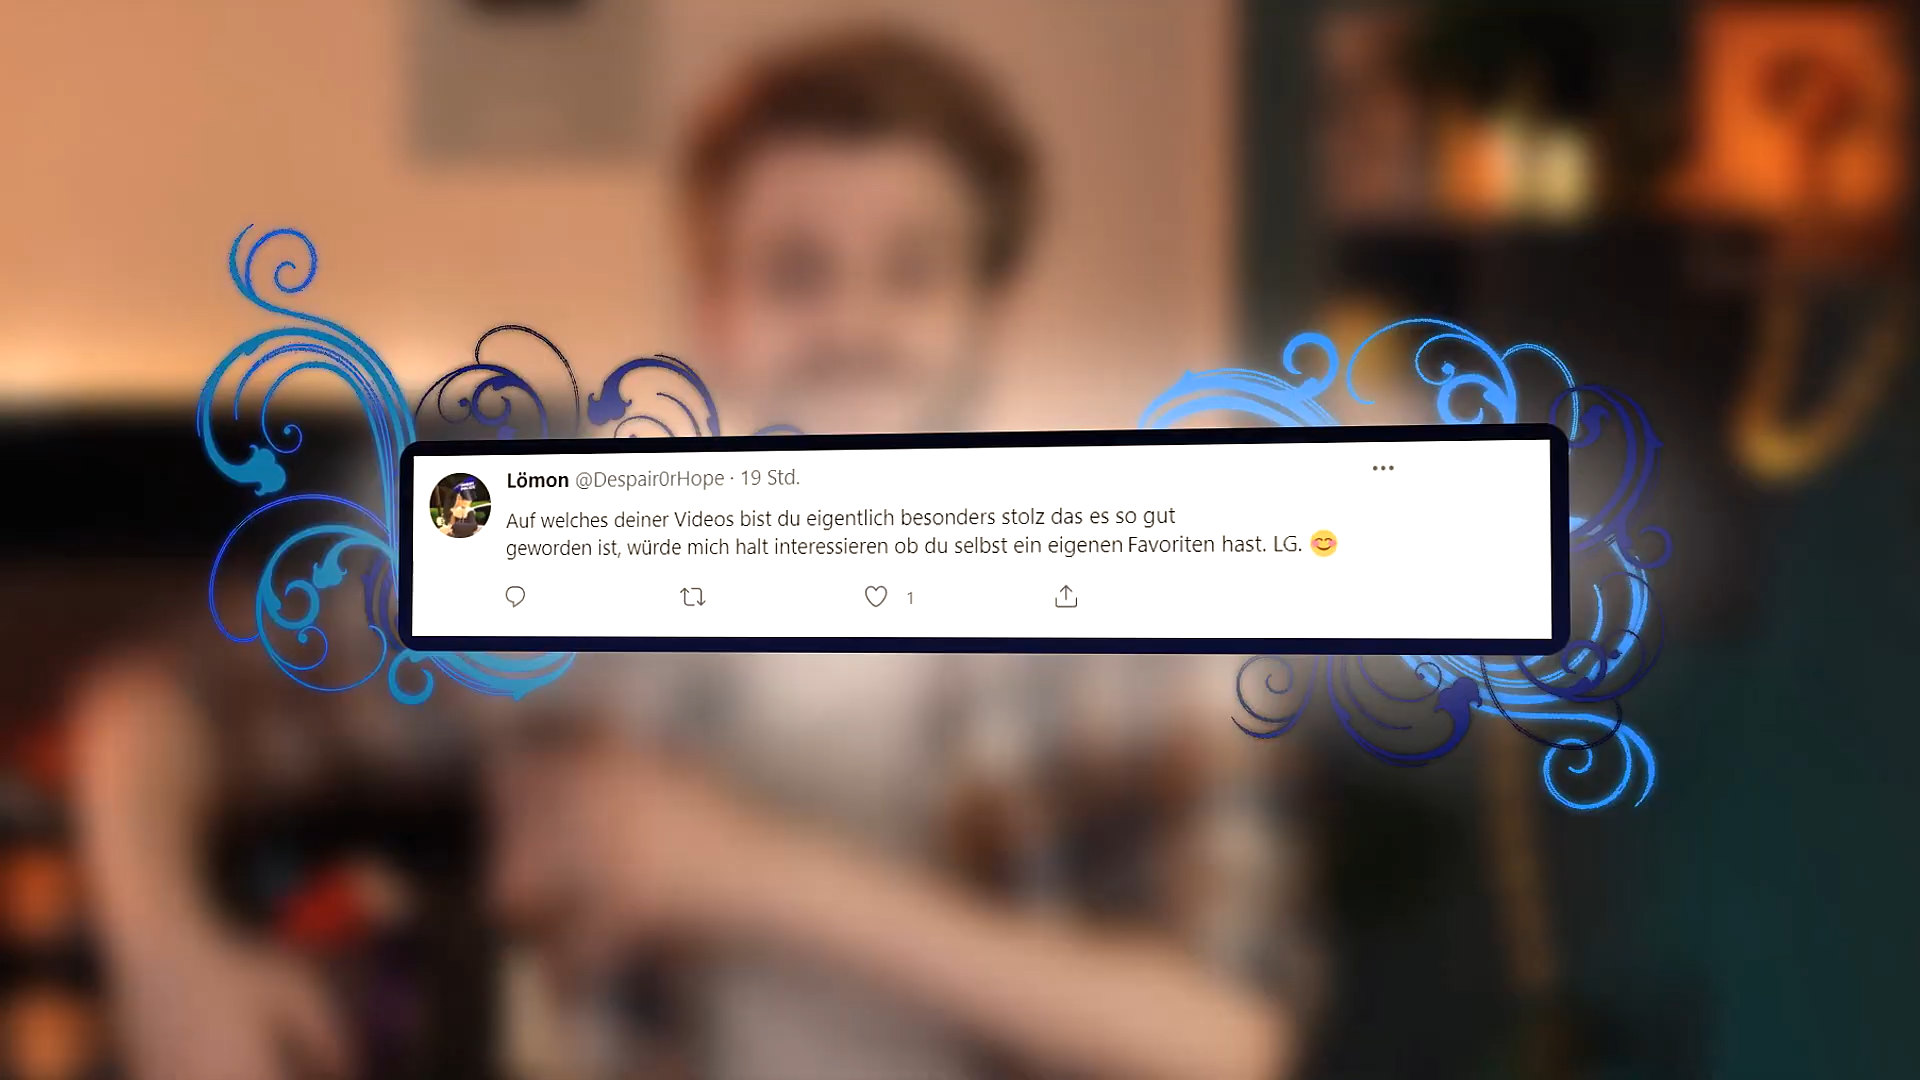 Lömon @Despair0rHope · 19 Std.
Auf welches deiner Videos bist du eigentlich besonders stolz das es so gut
geworden ist, würde mich halt interessieren ob du selbst ein eigenen Favoriten hast. LG. 😊
1